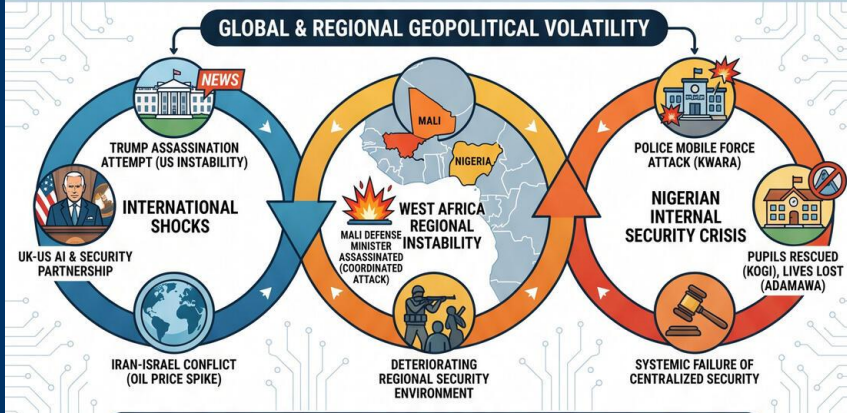 GLOBAL & REGIONAL GEOPOLITICAL VOLATILITY
NEWS
TRUMP ASSASSINATION
ATTEMPT (US INSTABILITY)
INTERNATIONAL
SHOCKS
UK-US AI & SECURITY
PARTNERSHIP
IRAN-ISRAEL CONFLICT
(OIL PRICE SPIKE)
MALI
NIGERIA
WEST AFRICA
REGIONAL
INSTABILITY
MALI DEFENSE
MINISTER
ASSASSINATED
(COORDINATED
ATTACK)
DETERIORATING
REGIONAL SECURITY
ENVIRONMENT
POLICE MOBILE FORCE
ATTACK (KWARA)
NIGERIAN
INTERNAL
SECURITY CRISIS
PUPILS RESCUED
(KOGI), LIVES LOST
(ADAMAWA)
SYSTEMIC FAILURE OF
CENTRALIZED SECURITY